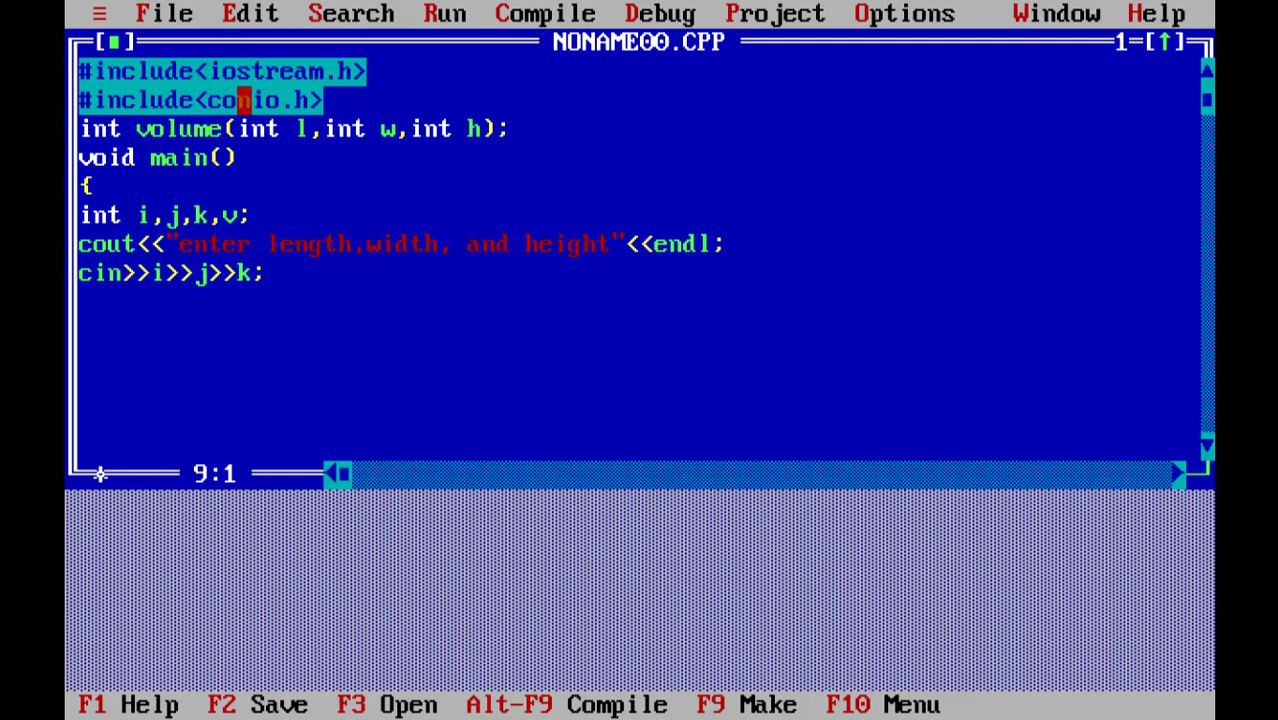 ≡ File Edit Search Run Compile Debug Project Options Window Help
[■] NONAME00.CPP 1=[↑]
#include<iostream.h>
#include<conio.h>
int volume(int l,int w,int h);
void main()
{
int i,j,k,v;
cout<<"enter length,width, and height"<<endl;
cin>>i>>j>>k;
9:1
F1 Help F2 Save F3 Open Alt-F9 Compile F9 Make F10 Menu